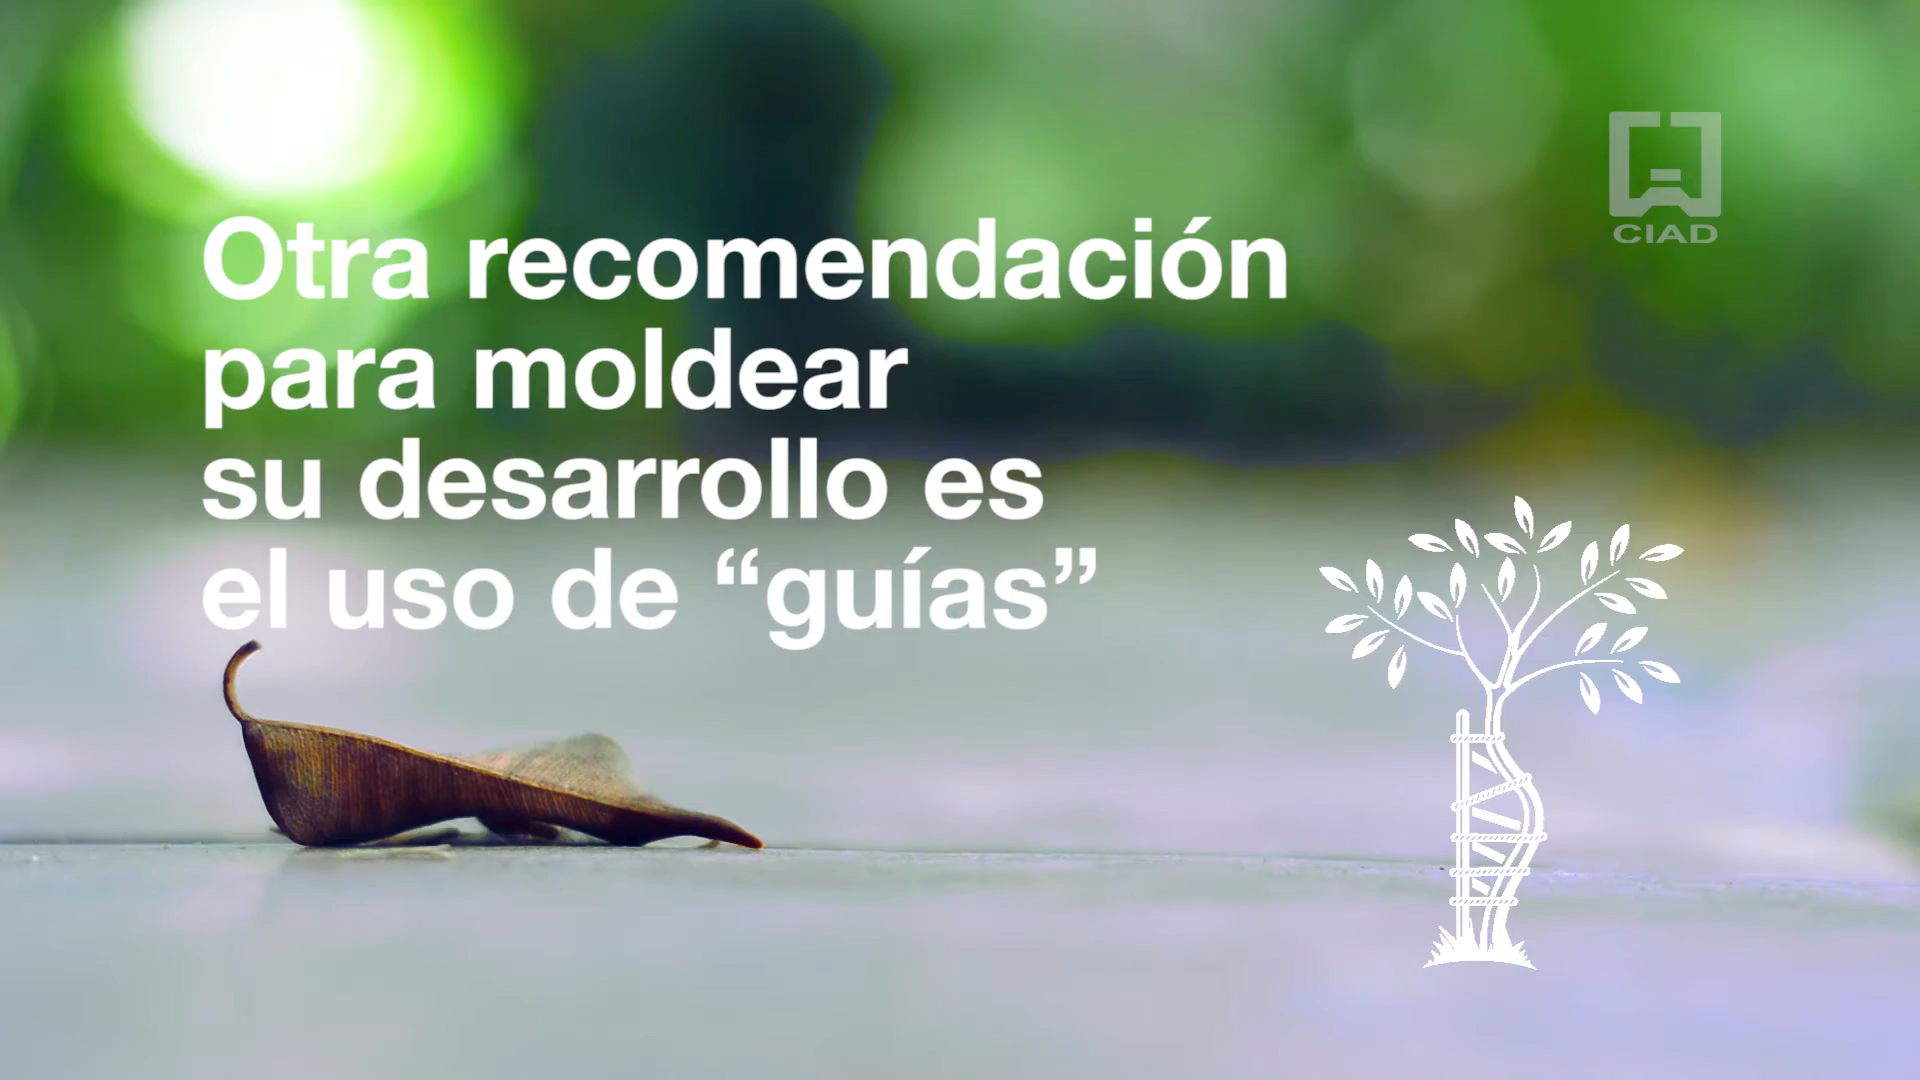 CIAD
Otra recomendación
para moldear
su desarrollo es
el uso de “guías”